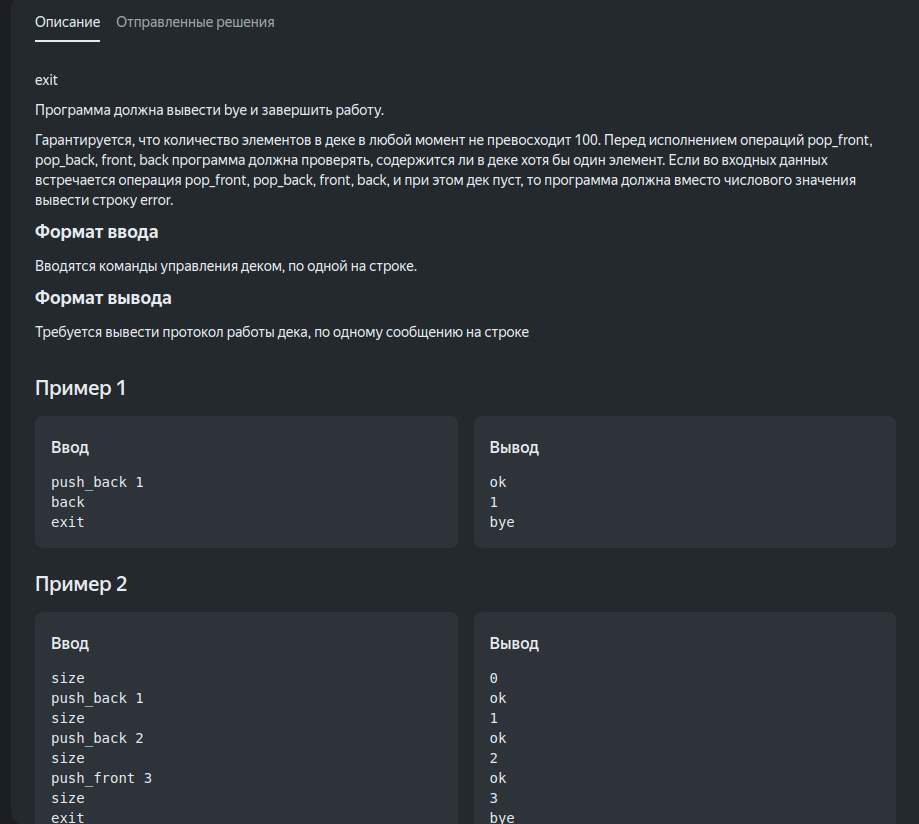 Описание Отправленные решения
exit
Программа должна вывести bye и завершить работу.
Гарантируется, что количество элементов в деке в любой момент не превосходит 100. Перед исполнением операций pop_front,
pop_back, front, back программа должна проверять, содержится ли в деке хотя бы один элемент. Если во входных данных
встречается операция pop_front, pop_back, front, back, и при этом дек пуст, то программа должна вместо числового значения
вывести строку error.
Формат ввода
Вводятся команды управления деком, по одной на строке.
Формат вывода
Требуется вывести протокол работы дека, по одному сообщению на строке
Пример 1
Ввод
push_back 1
back
exit
Вывод
ok
1
bye
Пример 2
Ввод
size
push_back 1
size
push_back 2
size
push_front 3
size
exit
Вывод
0
ok
1
ok
2
ok
3
bye